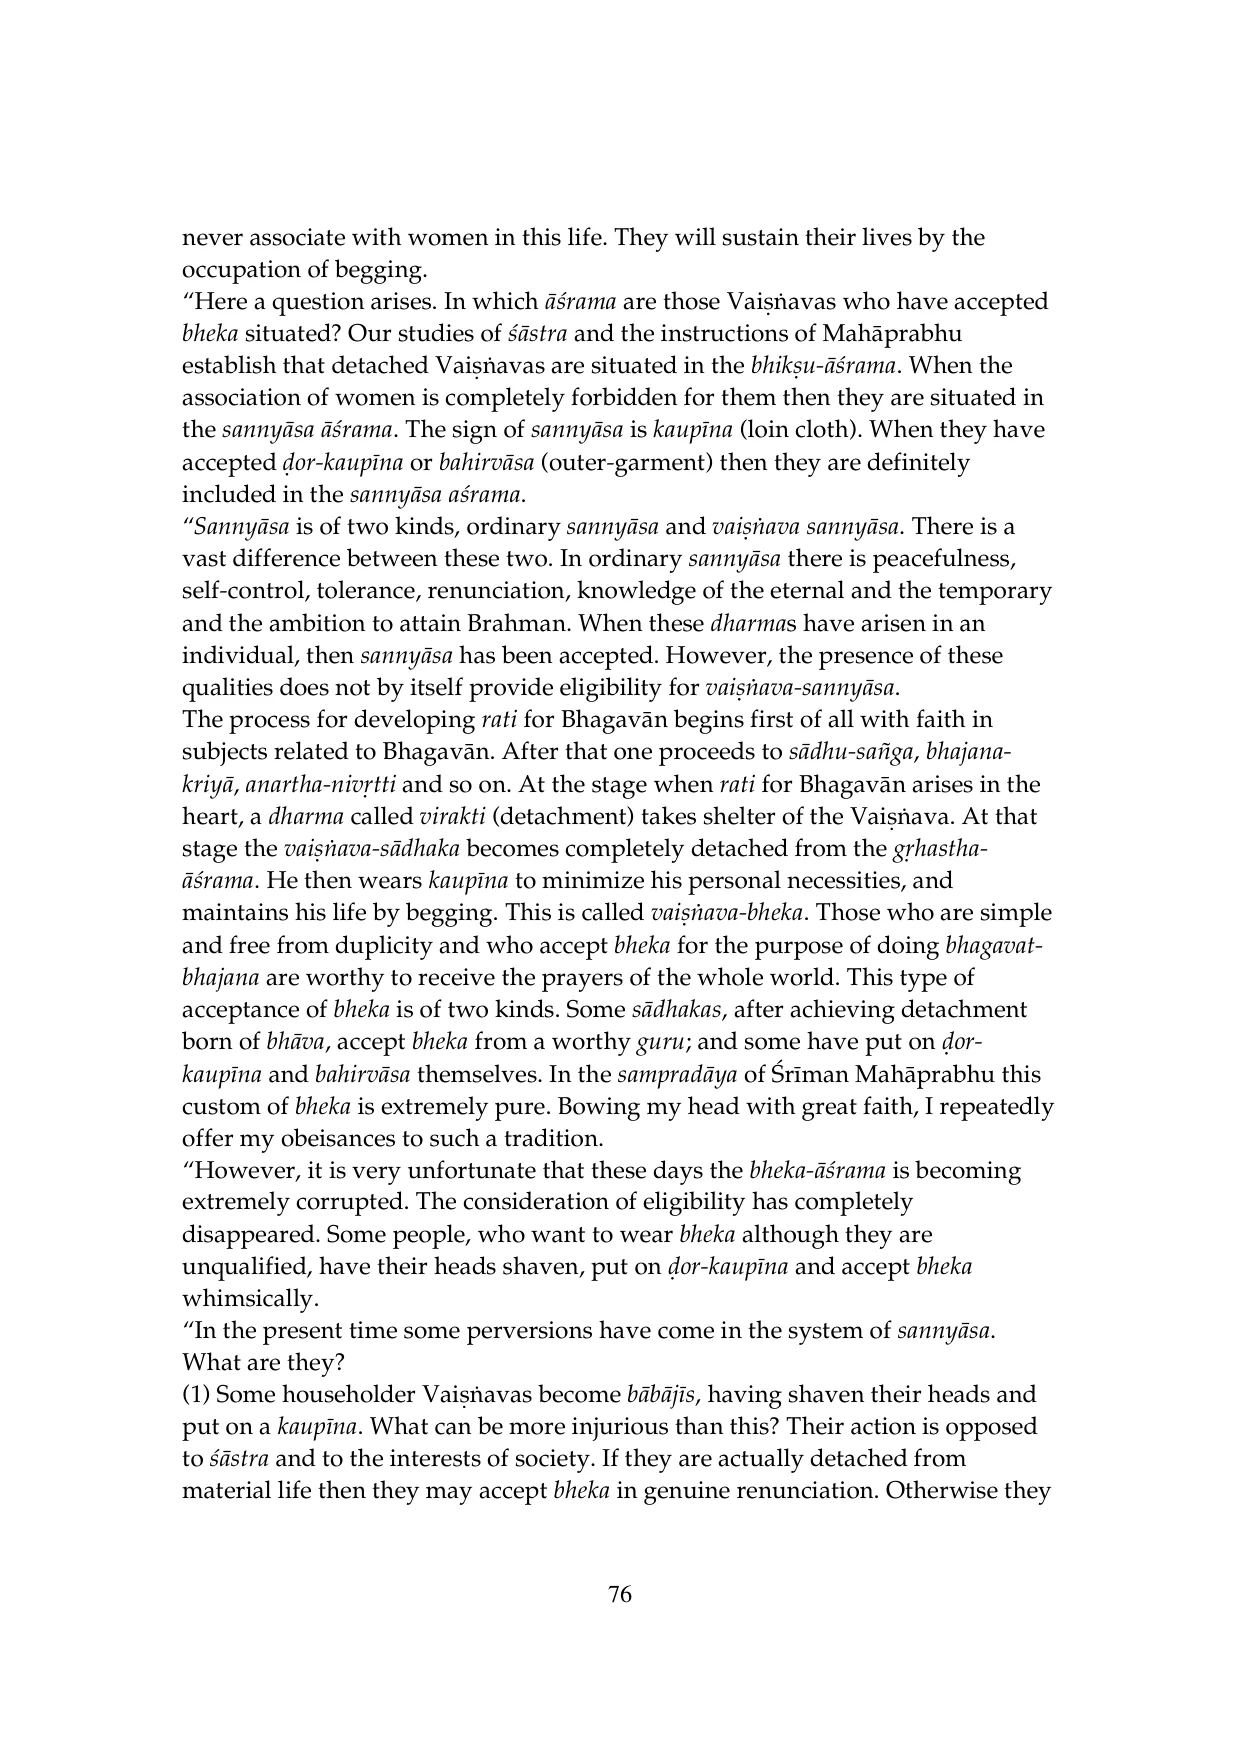 never associate with women in this life. They will sustain their lives by the
occupation of begging.
“Here a question arises. In which āśrama are those Vaiṣṅavas who have accepted
bheka situated? Our studies of śāstra and the instructions of Mahāprabhu
establish that detached Vaiṣṅavas are situated in the bhikṣu-āśrama. When the
association of women is completely forbidden for them then they are situated in
the sannyāsa āśrama. The sign of sannyāsa is kaupīna (loin cloth). When they have
accepted ḍor-kaupīna or bahirvāsa (outer-garment) then they are definitely
included in the sannyāsa aśrama.
“Sannyāsa is of two kinds, ordinary sannyāsa and vaiṣṅava sannyāsa. There is a
vast difference between these two. In ordinary sannyāsa there is peacefulness,
self-control, tolerance, renunciation, knowledge of the eternal and the temporary
and the ambition to attain Brahman. When these dharmas have arisen in an
individual, then sannyāsa has been accepted. However, the presence of these
qualities does not by itself provide eligibility for vaiṣṅava-sannyāsa.
The process for developing rati for Bhagavān begins first of all with faith in
subjects related to Bhagavān. After that one proceeds to sādhu-sañga, bhajana-
kriyā, anartha-nivṛtti and so on. At the stage when rati for Bhagavān arises in the
heart, a dharma called virakti (detachment) takes shelter of the Vaiṣṅava. At that
stage the vaiṣṅava-sādhaka becomes completely detached from the gṛhastha-
āśrama. He then wears kaupīna to minimize his personal necessities, and
maintains his life by begging. This is called vaiṣṅava-bheka. Those who are simple
and free from duplicity and who accept bheka for the purpose of doing bhagavat-
bhajana are worthy to receive the prayers of the whole world. This type of
acceptance of bheka is of two kinds. Some sādhakas, after achieving detachment
born of bhāva, accept bheka from a worthy guru; and some have put on ḍor-
kaupīna and bahirvāsa themselves. In the sampradāya of Śrīman Mahāprabhu this
custom of bheka is extremely pure. Bowing my head with great faith, I repeatedly
offer my obeisances to such a tradition.
“However, it is very unfortunate that these days the bheka-āśrama is becoming
extremely corrupted. The consideration of eligibility has completely
disappeared. Some people, who want to wear bheka although they are
unqualified, have their heads shaven, put on ḍor-kaupīna and accept bheka
whimsically.
“In the present time some perversions have come in the system of sannyāsa.
What are they?
(1) Some householder Vaiṣṅavas become bābājīs, having shaven their heads and
put on a kaupīna. What can be more injurious than this? Their action is opposed
to śāstra and to the interests of society. If they are actually detached from
material life then they may accept bheka in genuine renunciation. Otherwise they
76